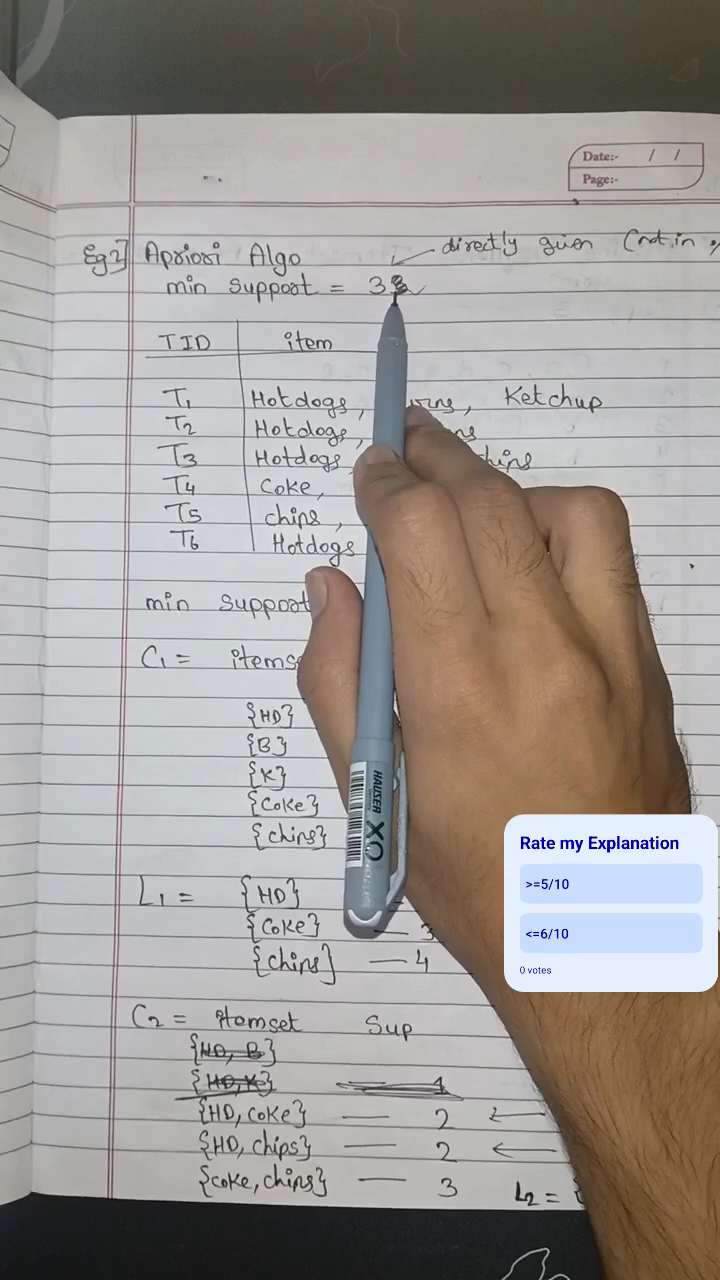 Date:- / /
Page:-
Eg2] Apriori Algo directly given (not in %
min support = 3
TID item
T1 Hotdogs, Ketchup
T2 Hotdogs,
T3 Hotdogs
T4 Coke,
T5 chips,
T6 Hotdogs
min support
C1 =
{HD}
{B}
{K}
{Coke}
{chips}
L1 = {HD}
{Coke} — 3
{chips} — 4
C2 = Itemset Sup
{HD, B}
{HD, K} 1
{HD, coke} — 2 ←
{HD, chips} — 2 ←
{coke, chips} — 3 L2 = {
HAUSER XO
Rate my Explanation
>=5/10
<=6/10
0 votes